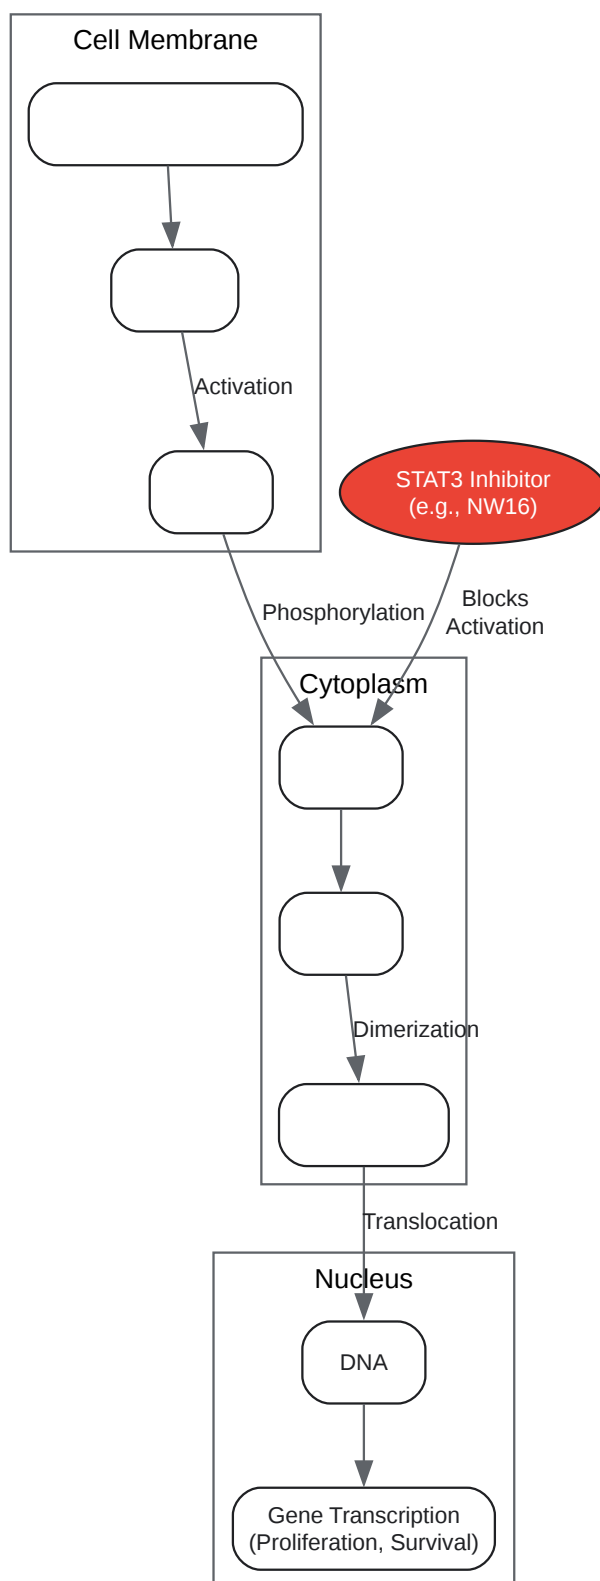 Cell Membrane
Activation
STAT3 Inhibitor
(e.g., NW16)
Phosphorylation
Blocks
Activation
Cytoplasm
Dimerization
Translocation
Nucleus
DNA
Gene Transcription
(Proliferation, Survival)